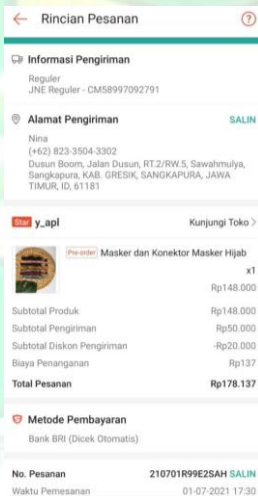 Rincian Pesanan
Informasi Pengiriman
Reguler
JNE Reguler - CM58997092791
Alamat Pengiriman SALIN
Nina
(+62) 823-3504-3302
Dusun Boom, Jalan Dusun, RT.2/RW.5, Sawahmulya,
Sangkapura, KAB. GRESIK, SANGKAPURA, JAWA
TIMUR, ID, 61181
Star y_apl Kunjungi Toko
Pre-order Masker dan Konektor Masker Hijab
x1
Rp148.000
Subtotal Produk Rp148.000
Subtotal Pengiriman Rp50.000
Subtotal Diskon Pengiriman -Rp20.000
Biaya Penanganan Rp137
Total Pesanan Rp178.137
Metode Pembayaran
Bank BRI (Dicek Otomatis)
No. Pesanan 210701R99E2SAH SALIN
Waktu Pemesanan 01-07-2021 17:30